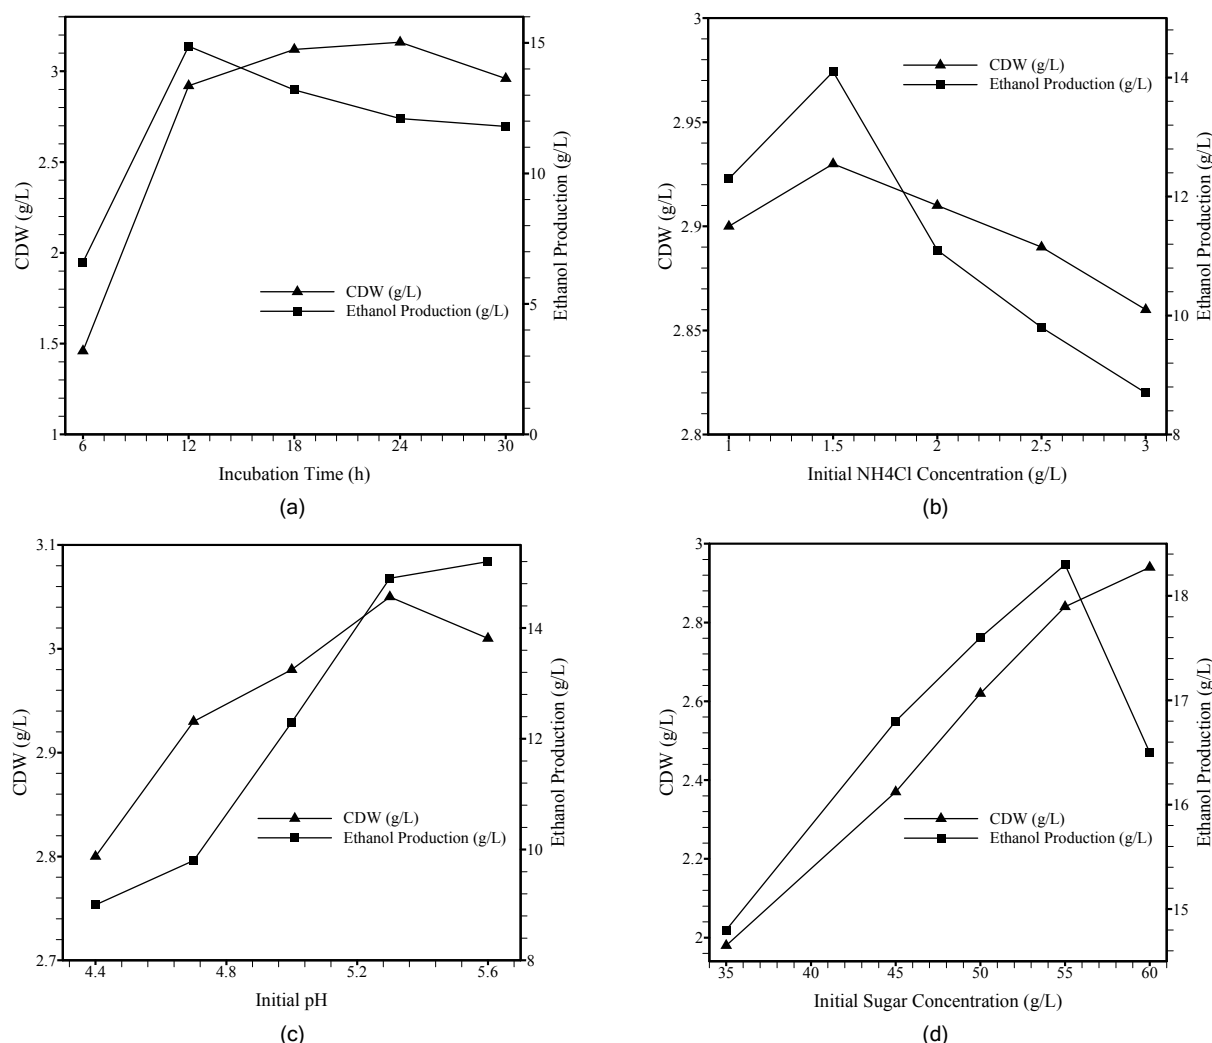 3
2.5
2
1.5
1
CDW (g/L)
15
10
5
0
Ethanol Production (g/L)
CDW (g/L)
Ethanol Production (g/L)
6 12 18 24 30
Incubation Time (h)
(a)
3
2.95
2.9
2.85
2.8
CDW (g/L)
14
12
10
8
Ethanol Production (g/L)
CDW (g/L)
Ethanol Production (g/L)
1 1.5 2 2.5 3
Initial NH4Cl Concentration (g/L)
(b)
3.1
3
2.9
2.8
2.7
CDW (g/L)
14
12
10
8
Ethanol Production (g/L)
CDW (g/L)
Ethanol Production (g/L)
4.4 4.8 5.2 5.6
Initial pH
(c)
3
2.8
2.6
2.4
2.2
2
CDW (g/L)
18
17
16
15
Ethanol Production (g/L)
CDW (g/L)
Ethanol Production (g/L)
35 40 45 50 55 60
Initial Sugar Concentration (g/L)
(d)